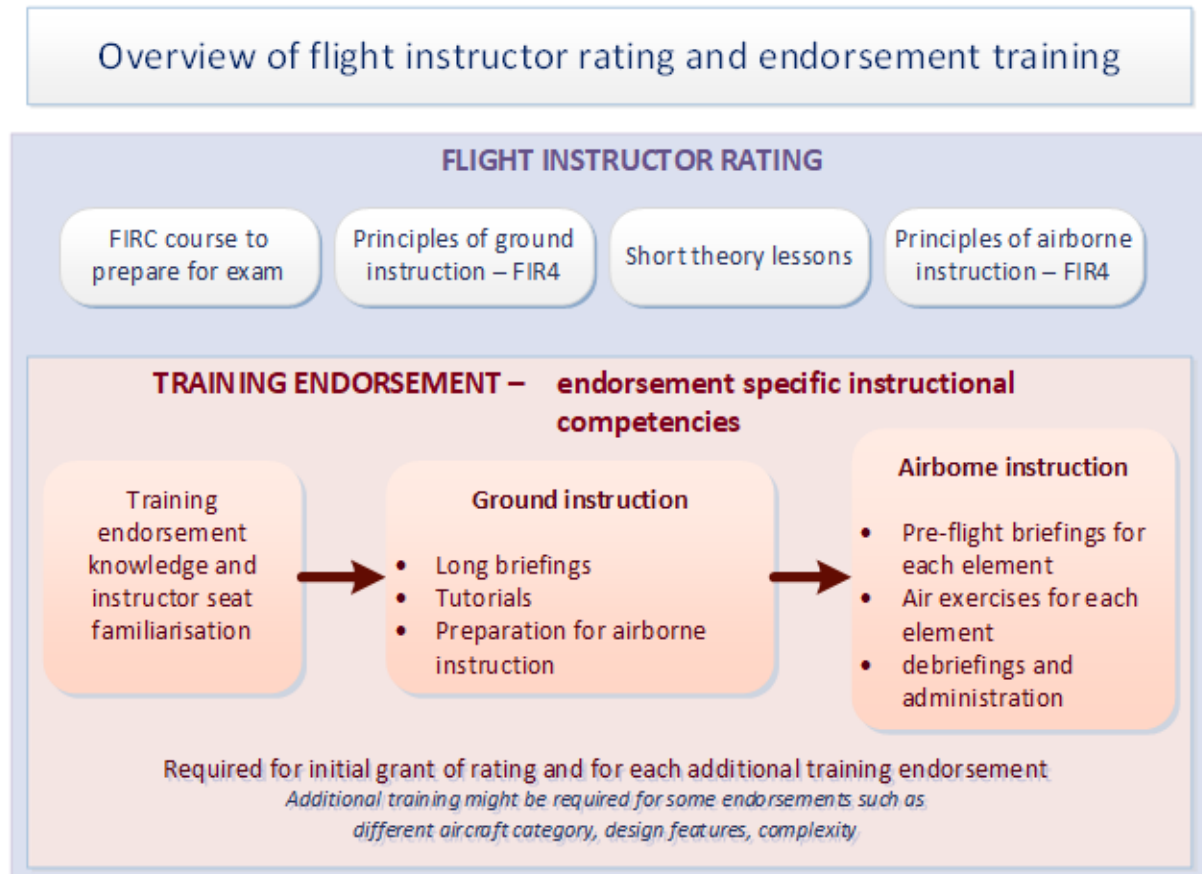 Overview of flight instructor rating and endorsement training
FLIGHT INSTRUCTOR RATING
FIRC course to
prepare for exam
Principles of ground
instruction – FIR4
Short theory lessons
Principles of airborne
instruction – FIR4
TRAINING ENDORSEMENT – endorsement specific instructional
competencies
Training
endorsement
knowledge and
instructor seat
familiarisation
Ground instruction
• Long briefings
• Tutorials
• Preparation for airborne
instruction
Airborne instruction
• Pre-flight briefings for
each element
• Air exercises for each
element
• debriefings and
administration
Required for initial grant of rating and for each additional training endorsement
Additional training might be required for some endorsements such as
different aircraft category, design features, complexity